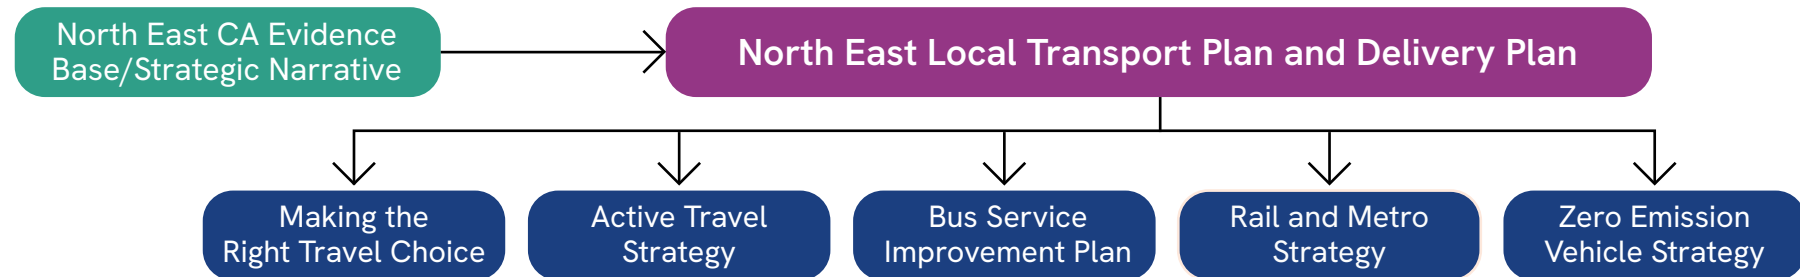 North East CA Evidence
Base/Strategic Narrative
North East Local Transport Plan and Delivery Plan
Making the
Right Travel Choice
Active Travel
Strategy
Bus Service
Improvement Plan
Rail and Metro
Strategy
Zero Emission
Vehicle Strategy